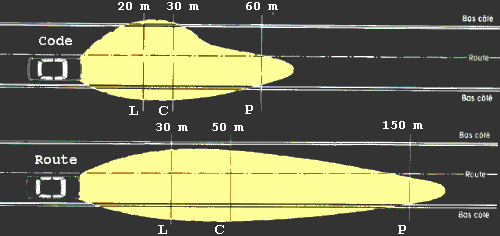 20 m 30 m 60 m
Bas côté
Code
Route
Bas côté
L C P
30 m 50 m 150 m
Bas côté
Route
Route
Bas côté
L C P